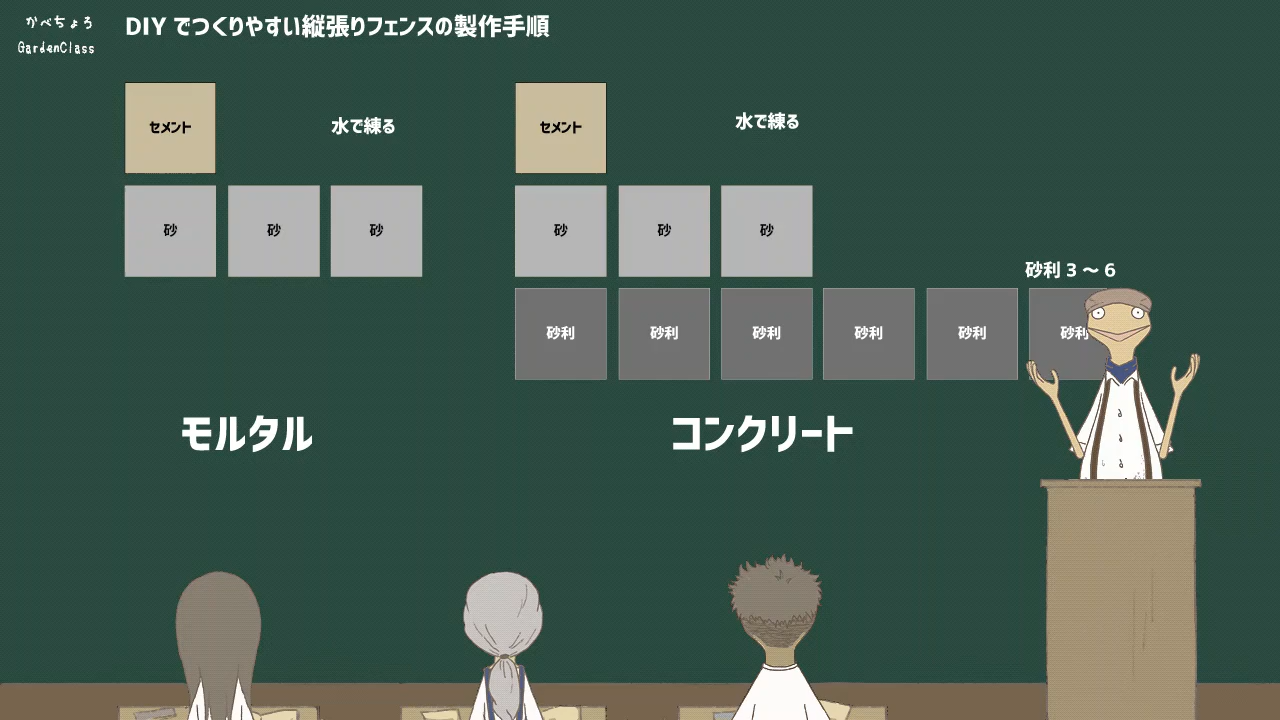 かべちょろ
GardenClass
DIY でつくりやすい縦張りフェンスの製作手順
セメント
水で練る
砂 砂 砂
モルタル
セメント
水で練る
砂 砂 砂
砂利 3 〜 6
砂利 砂利 砂利 砂利 砂利 砂利
コンクリート